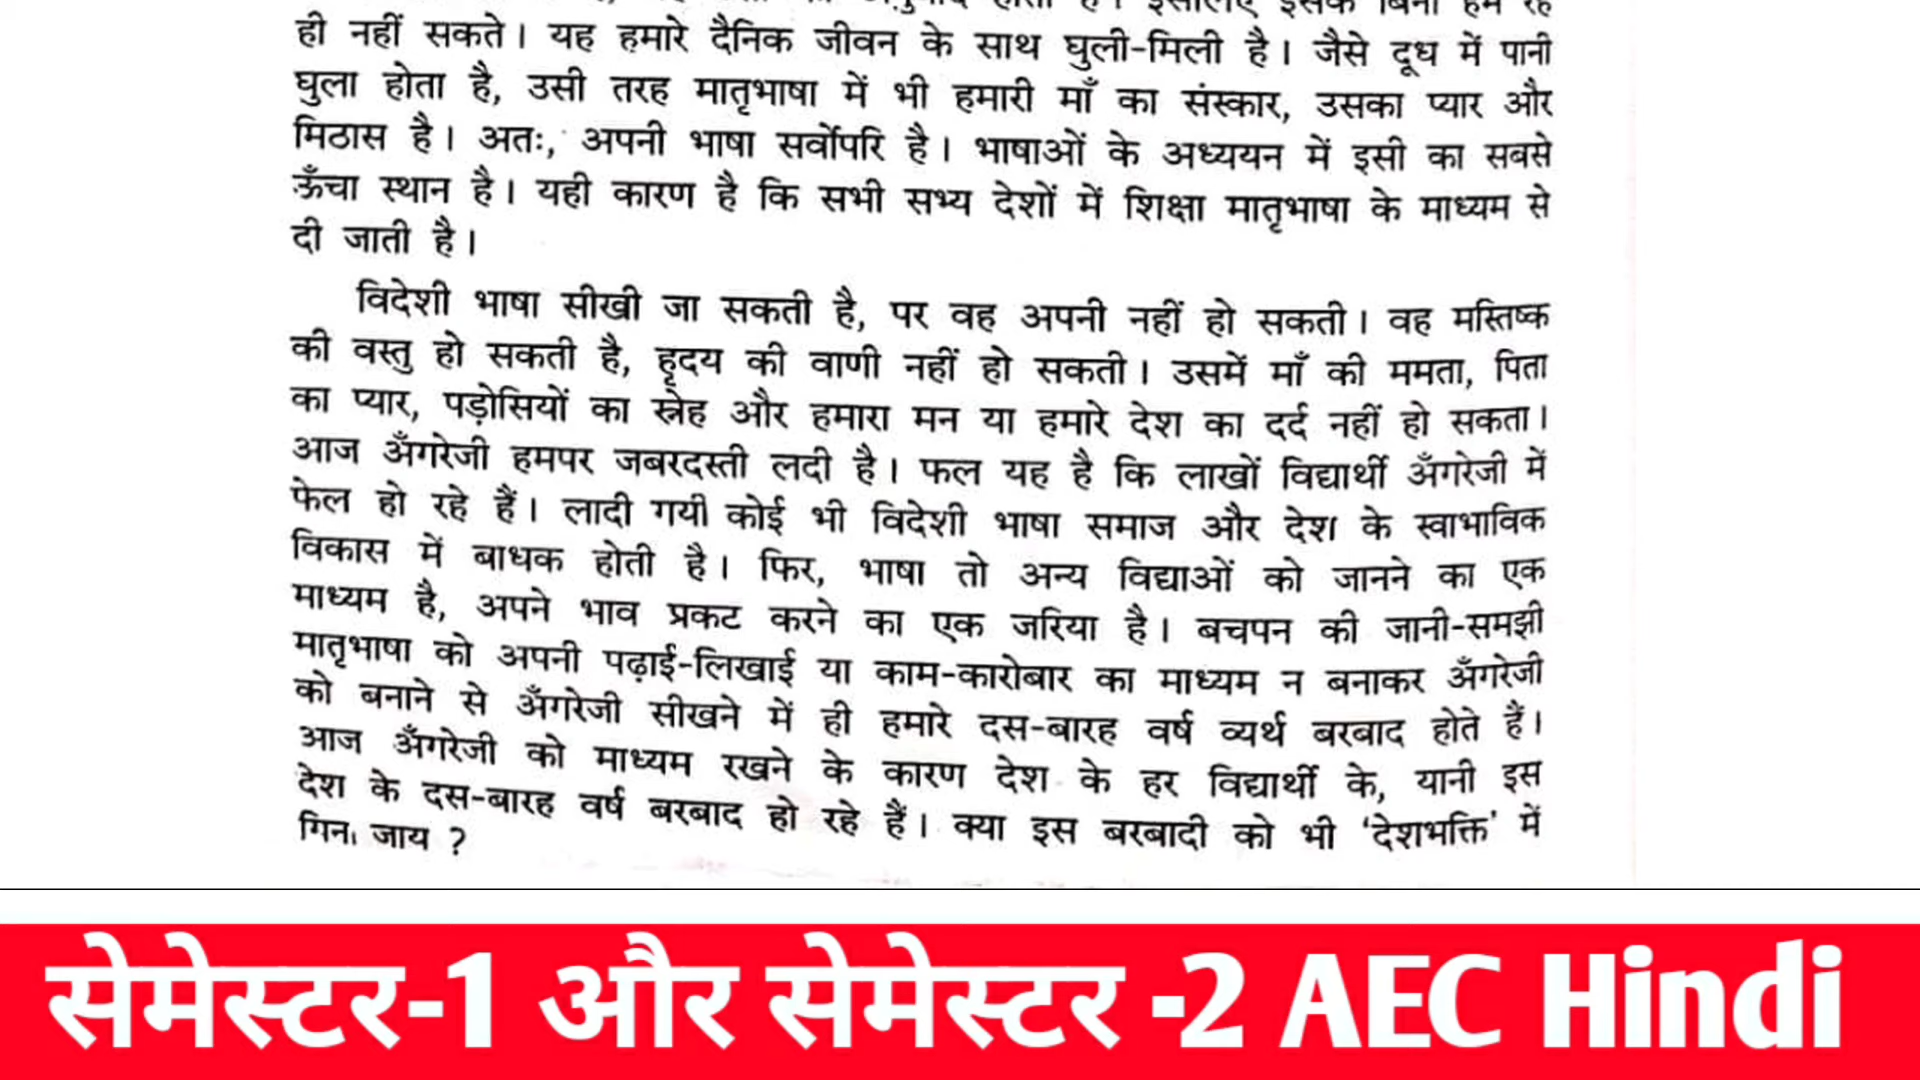 ही नहीं सकते। यह हमारे दैनिक जीवन के साथ घुली-मिली है। जैसे दूध में पानी
घुला होता है, उसी तरह मातृभाषा में भी हमारी माँ का संस्कार, उसका प्यार और
मिठास है। अतः, अपनी भाषा सर्वोपरि है। भाषाओं के अध्ययन में इसी का सबसे
ऊँचा स्थान है। यही कारण है कि सभी सभ्य देशों में शिक्षा मातृभाषा के माध्यम से
दी जाती है।
विदेशी भाषा सीखी जा सकती है, पर वह अपनी नहीं हो सकती। वह मस्तिष्क
की वस्तु हो सकती है, हृदय की वाणी नहीं हो सकती। उसमें माँ की ममता, पिता
का प्यार, पड़ोसियों का स्नेह और हमारा मन या हमारे देश का दर्द नहीं हो सकता।
आज अँगरेजी हमपर जबरदस्ती लदी है। फल यह है कि लाखों विद्यार्थी अँगरेजी में
फेल हो रहे हैं। लादी गयी कोई भी विदेशी भाषा समाज और देश के स्वाभाविक
विकास में बाधक होती है। फिर, भाषा तो अन्य विद्याओं को जानने का एक
माध्यम है, अपने भाव प्रकट करने का एक जरिया है। बचपन की जानी-समझी
मातृभाषा को अपनी पढ़ाई-लिखाई या काम-कारोबार का माध्यम न बनाकर अँगरेजी
को बनाने से अँगरेजी सीखने में ही हमारे दस-बारह वर्ष व्यर्थ बरबाद होते हैं।
आज अँगरेजी को माध्यम रखने के कारण देश के हर विद्यार्थी के, यानी इस
देश के दस-बारह वर्ष बरबाद हो रहे हैं। क्या इस बरबादी को भी ‘देशभक्ति’ में
गिना जाय ?
सेमेस्टर-1 और सेमेस्टर -2 AEC Hindi